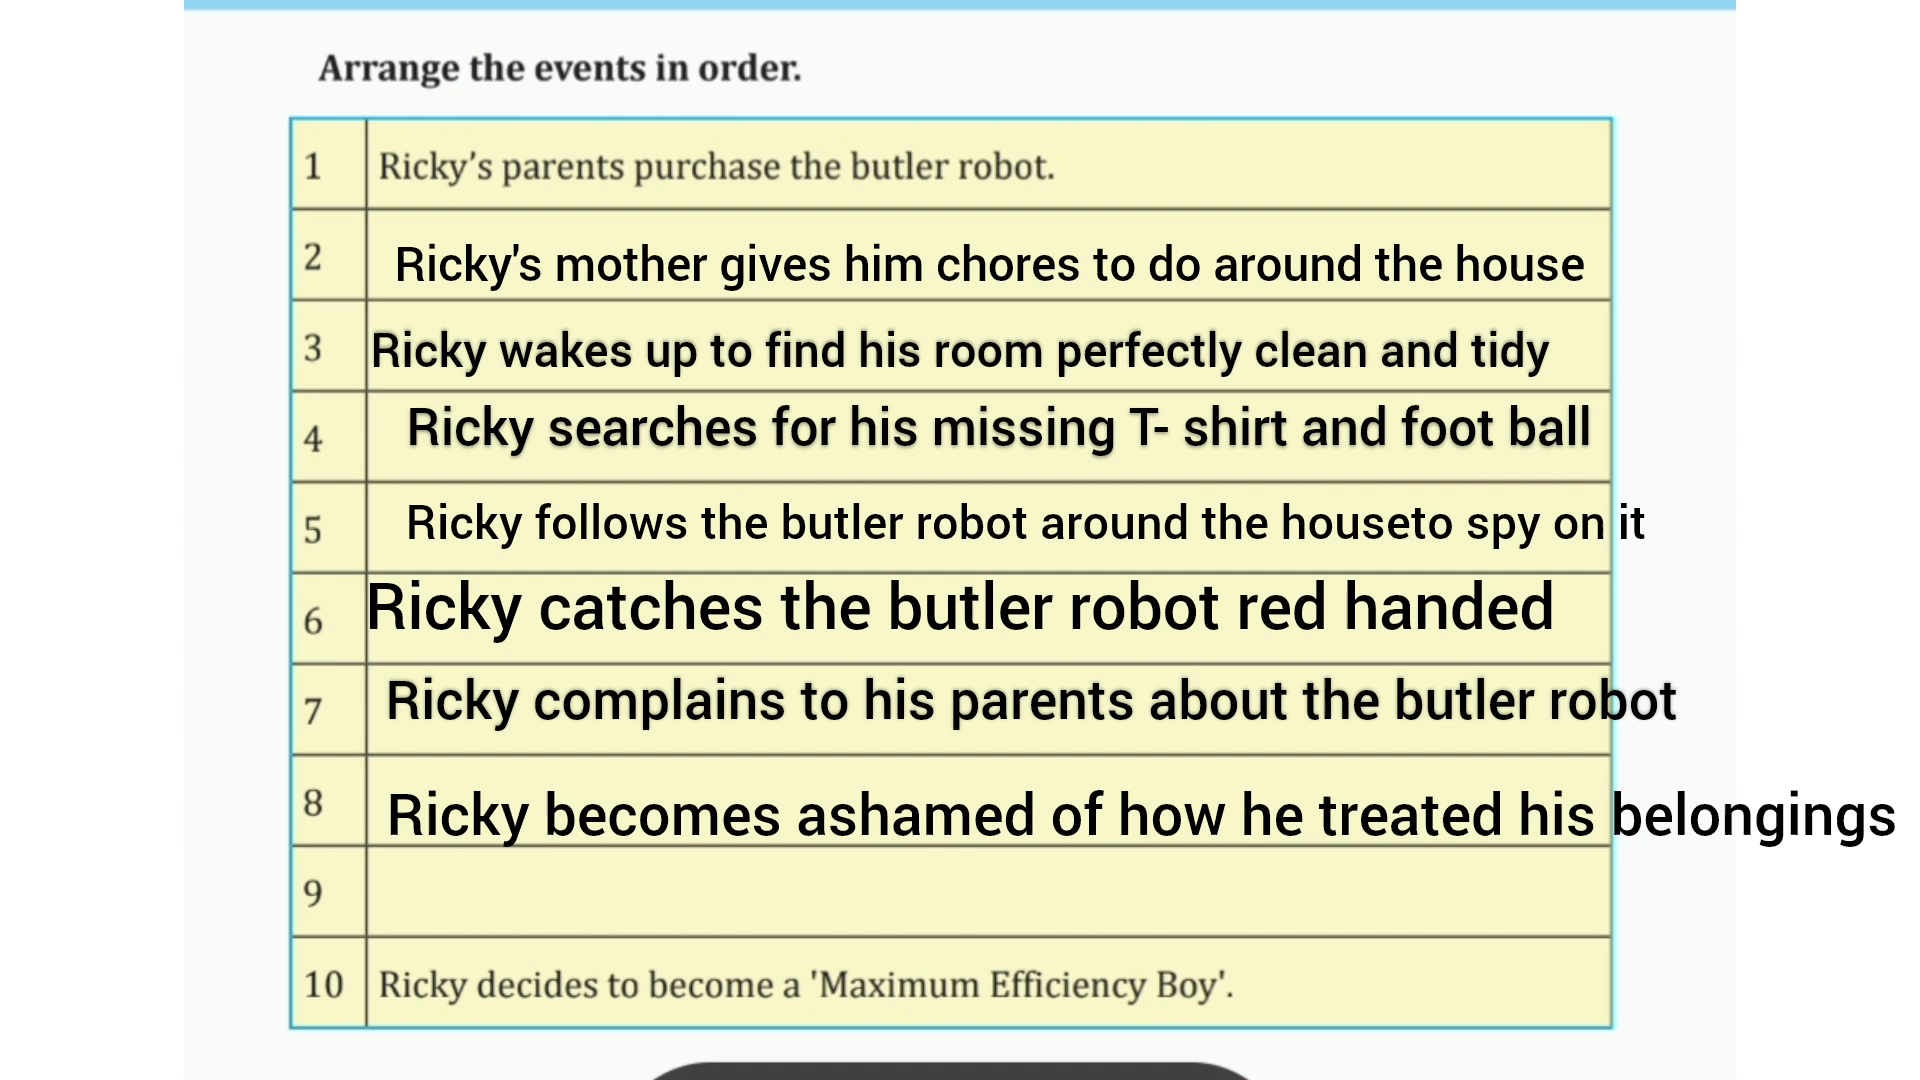 Arrange the events in order.
1 Ricky's parents purchase the butler robot.
2 Ricky's mother gives him chores to do around the house
3 Ricky wakes up to find his room perfectly clean and tidy
4 Ricky searches for his missing T- shirt and foot ball
5 Ricky follows the butler robot around the houseto spy on it
6 Ricky catches the butler robot red handed
7 Ricky complains to his parents about the butler robot
8 Ricky becomes ashamed of how he treated his belongings
9
10 Ricky decides to become a 'Maximum Efficiency Boy'.